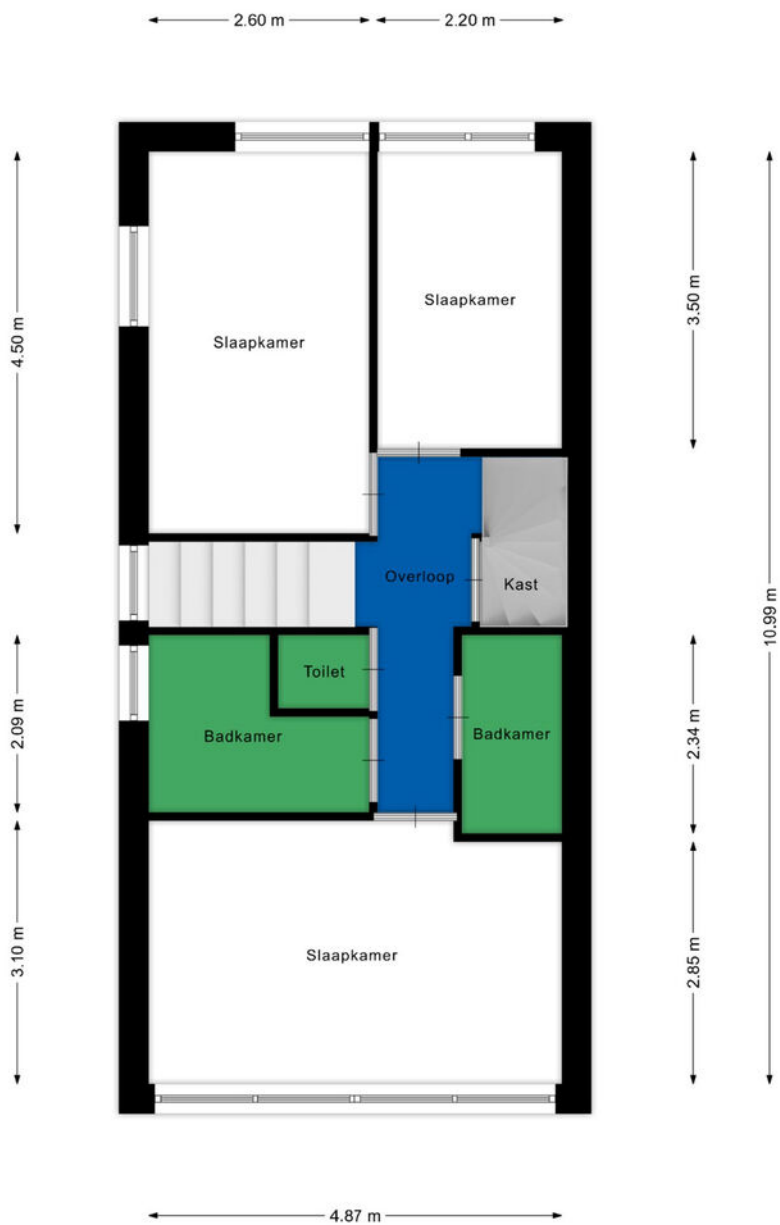 2.60 m
2.20 m
4.50 m
3.50 m
Slaapkamer
Slaapkamer
Overloop
Kast
10.99 m
Toilet
2.09 m
Badkamer
Badkamer
2.34 m
3.10 m
Slaapkamer
2.85 m
4.87 m